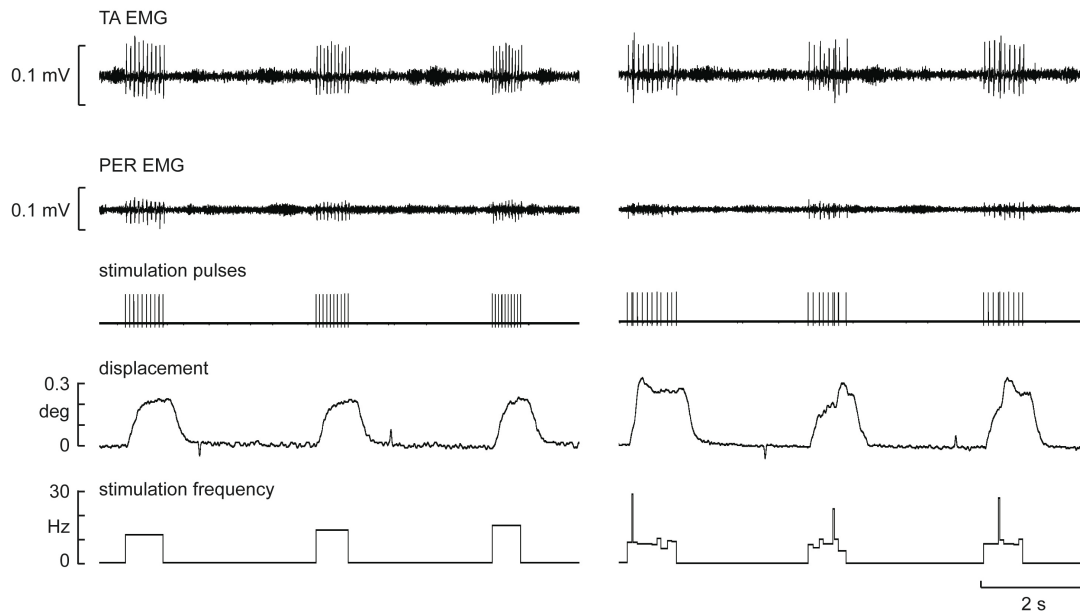 TA EMG
0.1 mV
PER EMG
0.1 mV
stimulation pulses
displacement
0.3
deg
0
stimulation frequency
30
Hz
0
2 s